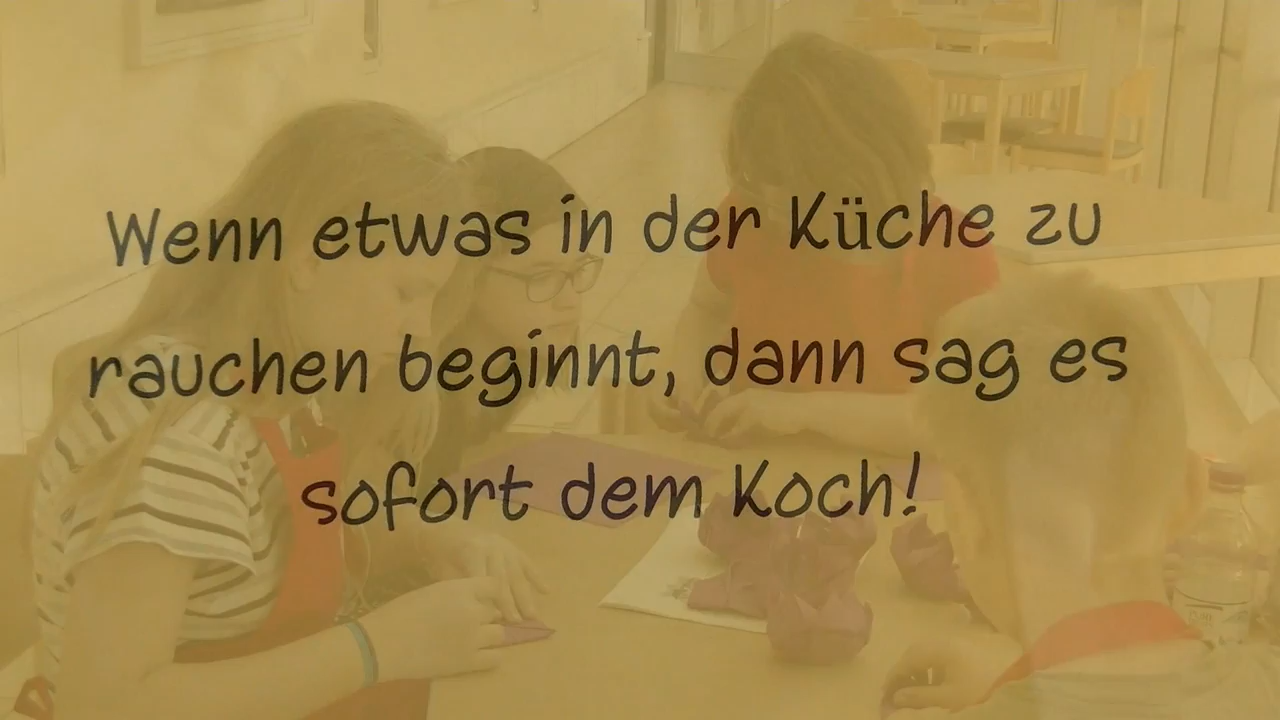 Wenn etwas in der Küche zu
rauchen beginnt, dann sag es
sofort dem Koch!